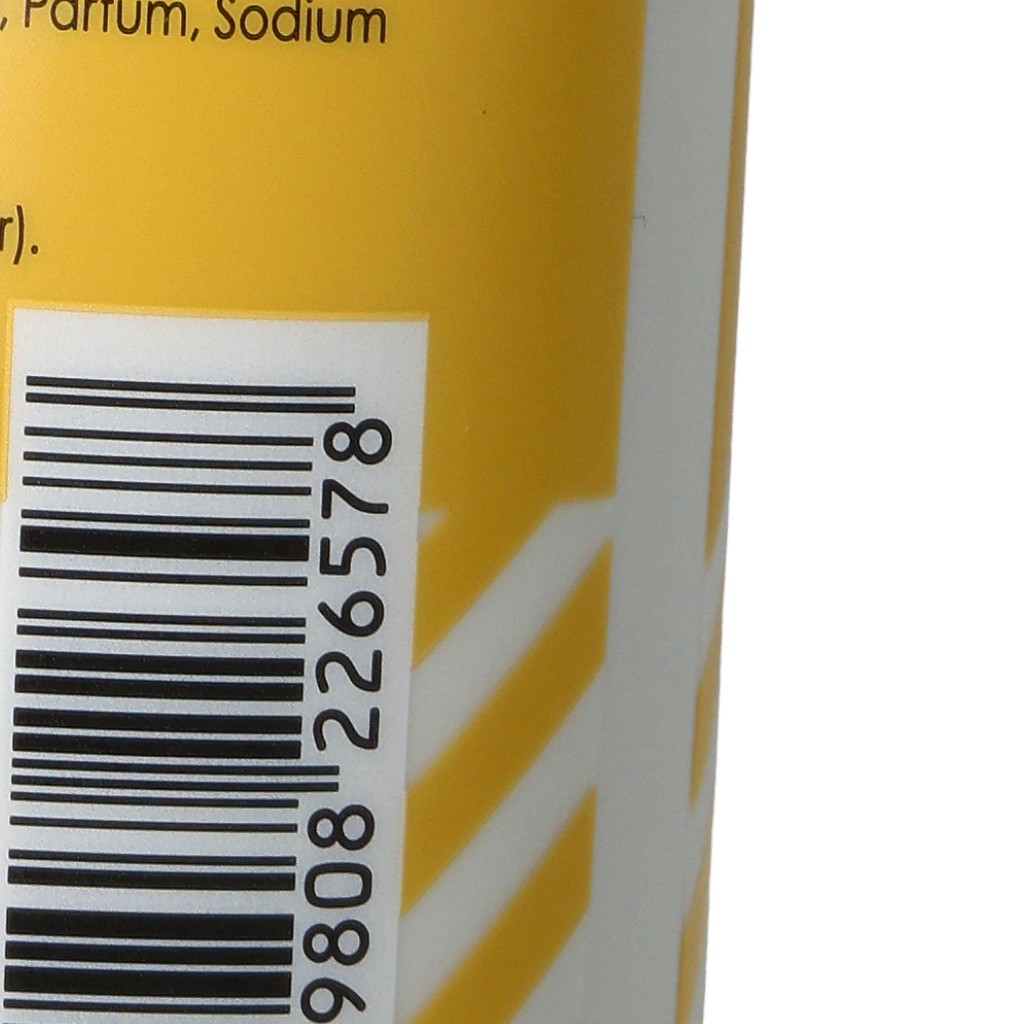 , Parfum, Sodium
r).
9808 226578